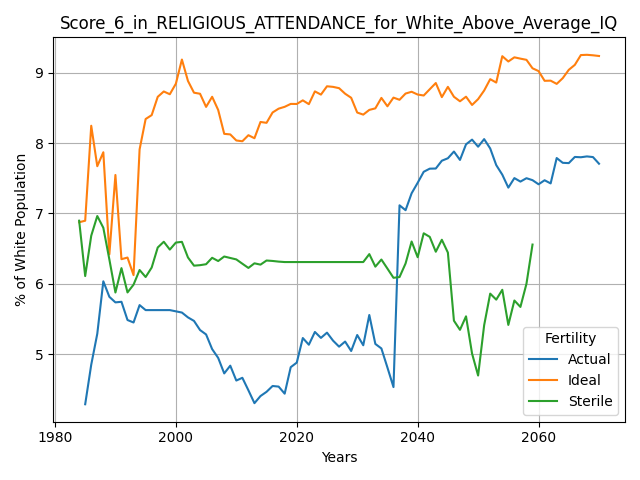 Score_6_in_RELIGIOUS_ATTENDANCE_for_White_Above_Average_IQ
% of White Population
9
8
7
6
5
1980
2000
2020
2040
2060
Years
Fertility
Actual
Ideal
Sterile